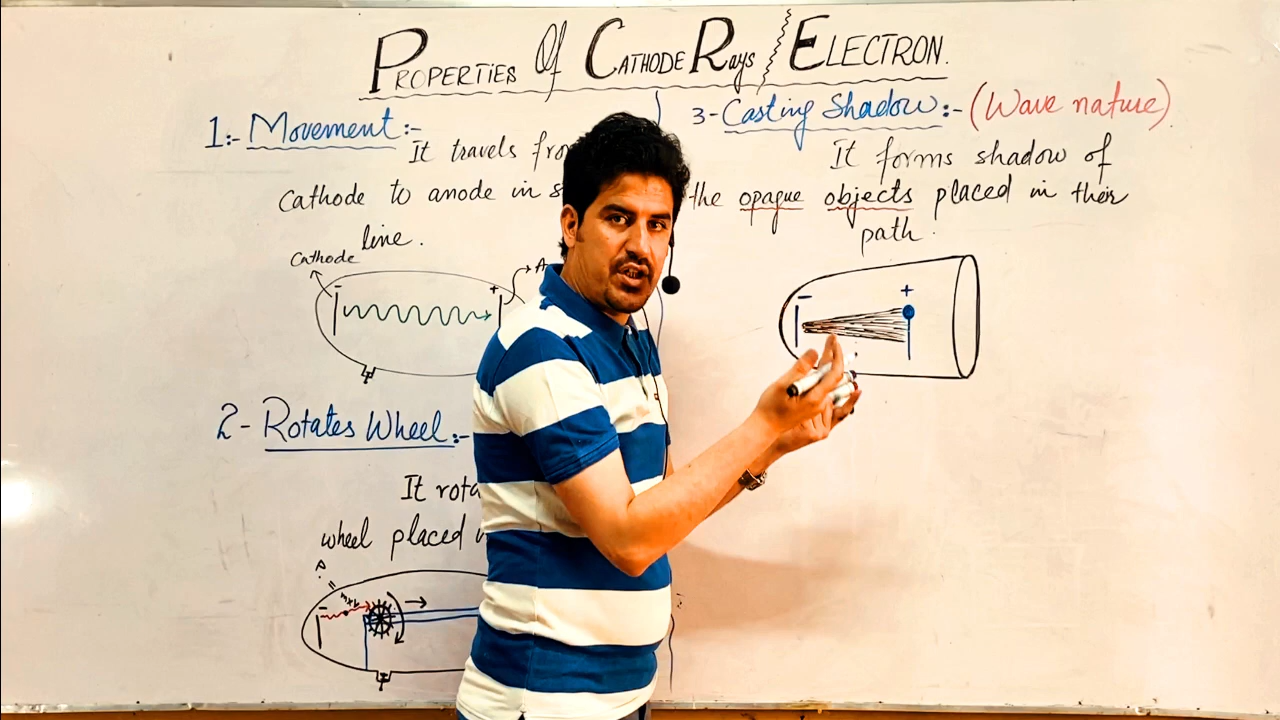 PROPERTIES Of CATHODE RAys / ELECTRON.
1:- Movement:-
It travels fro
Cathode to anode in s
line.
Cathode
-
+
A
2- Rotates Wheel:-
It rota
wheel placed
P
-
3- Casting Shadow:- (Wave nature)
It forms shadow of
the opaque objects placed in their
path.
-
+